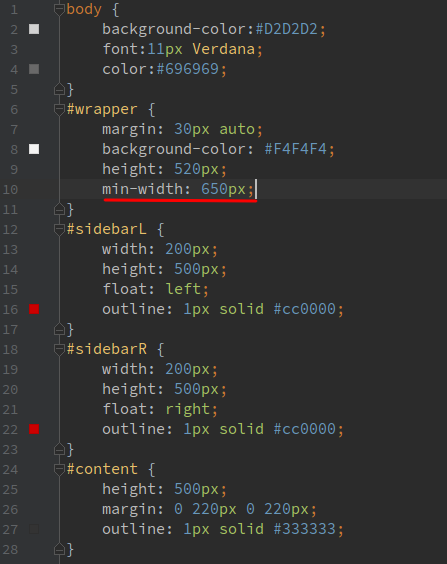 1 body {
2 background-color:#D2D2D2;
3 font:11px Verdana;
4 color:#696969;
5 }
6 #wrapper {
7 margin: 30px auto;
8 background-color: #F4F4F4;
9 height: 520px;
10 min-width: 650px;
11 }
12 #sidebarL {
13 width: 200px;
14 height: 500px;
15 float: left;
16 outline: 1px solid #cc0000;
17 }
18 #sidebarR {
19 width: 200px;
20 height: 500px;
21 float: right;
22 outline: 1px solid #cc0000;
23 }
24 #content {
25 height: 500px;
26 margin: 0 220px 0 220px;
27 outline: 1px solid #333333;
28 }